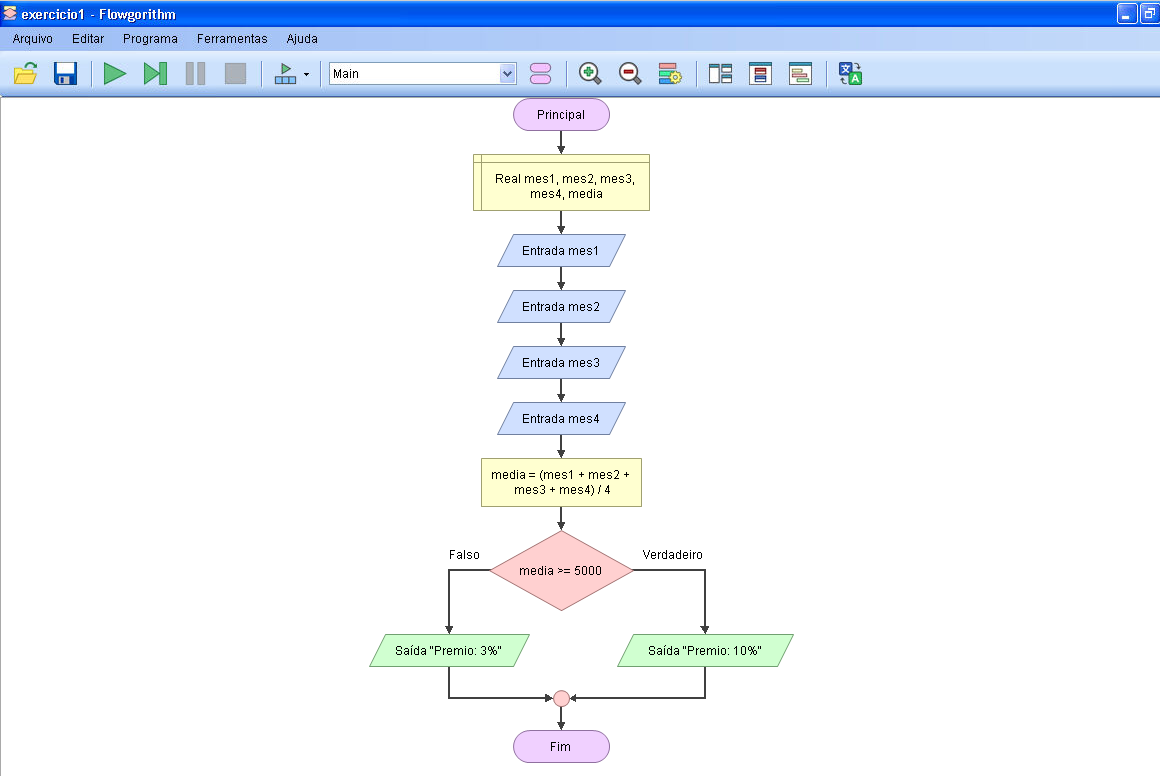 exercicio1 - Flowgorithm
Arquivo Editar Programa Ferramentas Ajuda
Main
文 A
Principal
Real mes1, mes2, mes3,
mes4, media
Entrada mes1
Entrada mes2
Entrada mes3
Entrada mes4
media = (mes1 + mes2 +
mes3 + mes4) / 4
Falso
Verdadeiro
media >= 5000
Saída "Premio: 3%"
Saída "Premio: 10%"
Fim